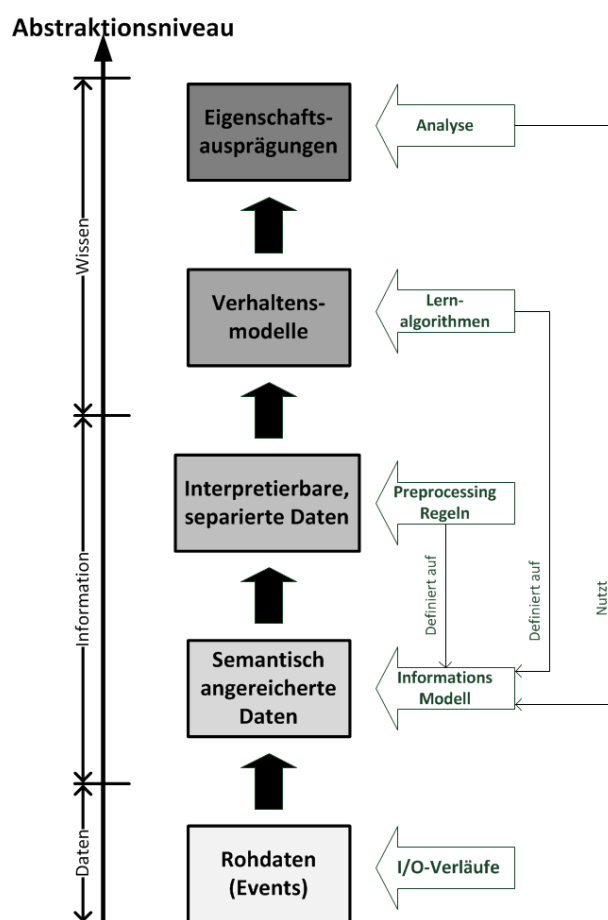 Abstraktionsniveau
Eigenschafts-
ausprägungen
Analyse
Wissen
Verhaltens-
modelle
Lern-
algorithmen
Interpretierbare,
separierte Daten
Preprocessing
Regeln
Information
Definiert auf
Definiert auf
Nutzt
Semantisch
angereicherte
Daten
Informations
Modell
Daten
Rohdaten
(Events)
I/O-Verläufe